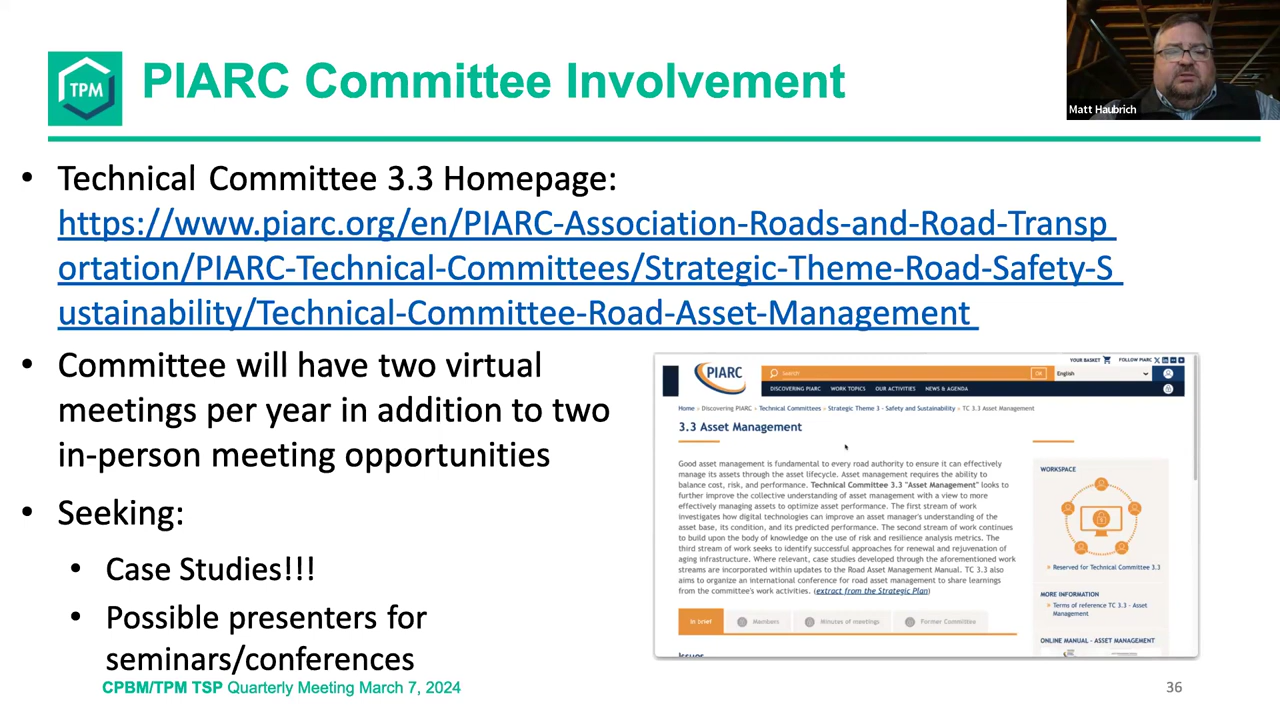 TPM
PIARC Committee Involvement
Matt Haubrich
• Technical Committee 3.3 Homepage:
https://www.piarc.org/en/PIARC-Association-Roads-and-Road-Transp
ortation/PIARC-Technical-Committees/Strategic-Theme-Road-Safety-S
ustainability/Technical-Committee-Road-Asset-Management
• Committee will have two virtual
meetings per year in addition to two
in-person meeting opportunities
• Seeking:
• Case Studies!!!
• Possible presenters for
seminars/conferences
YOUR BASKET FOLLOW PIARC
PIARC
Search
OK
English
DISCOVERING PIARC WORK TOPICS OUR ACTIVITIES NEWS & AGENDA
Home > Discovering PIARC > Technical Committees > Strategic Theme 3 - Safety and Sustainability > TC 3.3 Asset Management
3.3 Asset Management
Good asset management is fundamental to every road authority to ensure it can effectively
manage its assets through the asset lifecycle. Asset management requires the ability to
balance cost, risk, and performance. Technical Committee 3.3 "Asset Management" looks to
further improve the collective understanding of asset management with a view to more
effectively managing assets to optimize asset performance. The first stream of work
investigates how digital technologies can improve an asset manager's understanding of the
asset base, its condition, and its predicted performance. The second stream of work continues
to build upon the body of knowledge on the use of risk and resilience analysis metrics. The
third stream of work seeks to identify successful approaches for renewal and rejuvenation of
aging infrastructure. Where relevant, case studies developed through the aforementioned work
streams are incorporated within updates to the Road Asset Management Manual. TC 3.3 also
aims to organize an international conference for road asset management to share learnings
from the committee's work activities. (extract from the Strategic Plan)
In brief Members Minutes of meetings Former Committee
Issues
WORKSPACE
» Reserved for Technical Committee 3.3
MORE INFORMATION
» Terms of reference TC 3.3 - Asset
Management
ONLINE MANUAL - ASSET MANAGEMENT
CPBM/TPM TSP Quarterly Meeting March 7, 2024
36